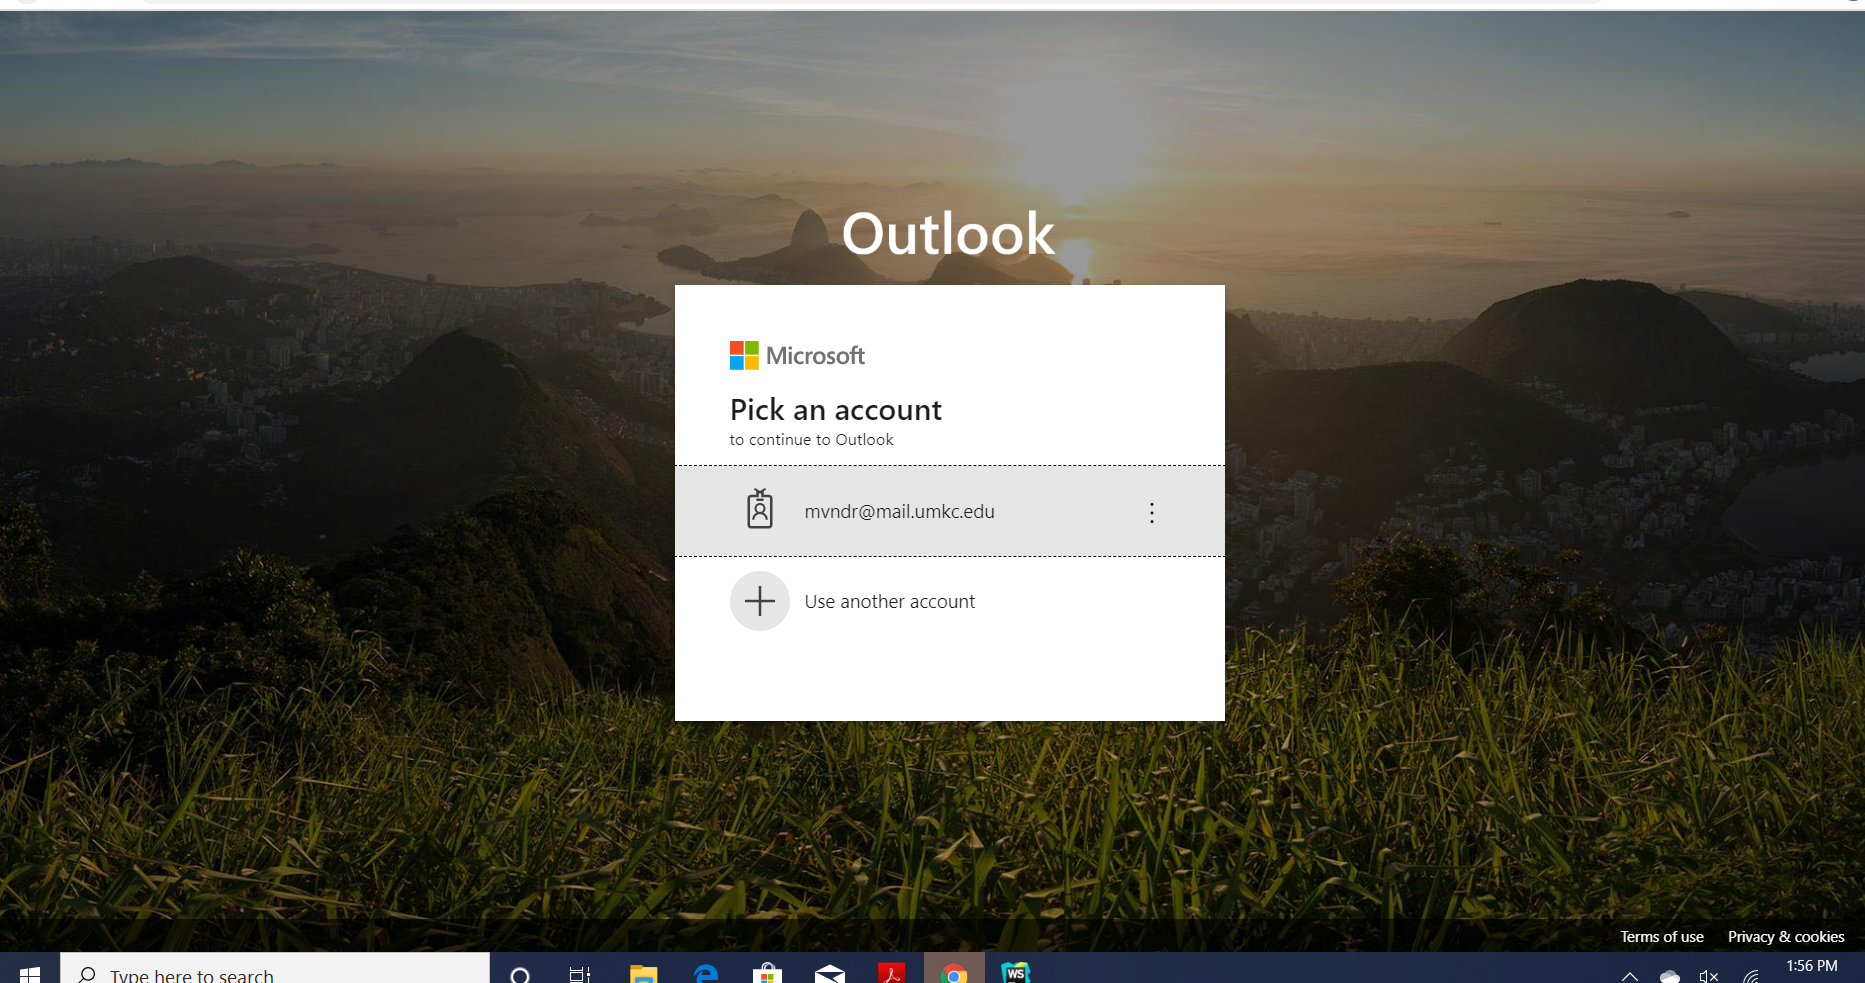 Outlook
Microsoft
Pick an account
to continue to Outlook
mvndr@mail.umkc.edu
Use another account
Terms of use Privacy & cookies
Type here to search
WS
1:56 PM